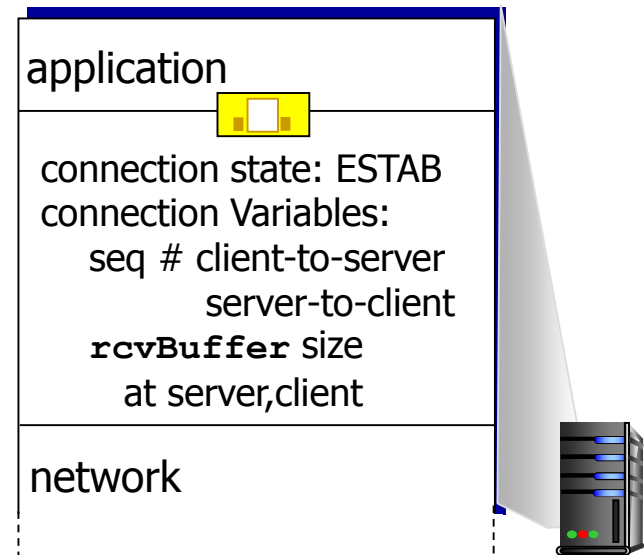 application
connection state: ESTAB
connection Variables:
seq # client-to-server
server-to-client
rcvBuffer size
at server,client
network